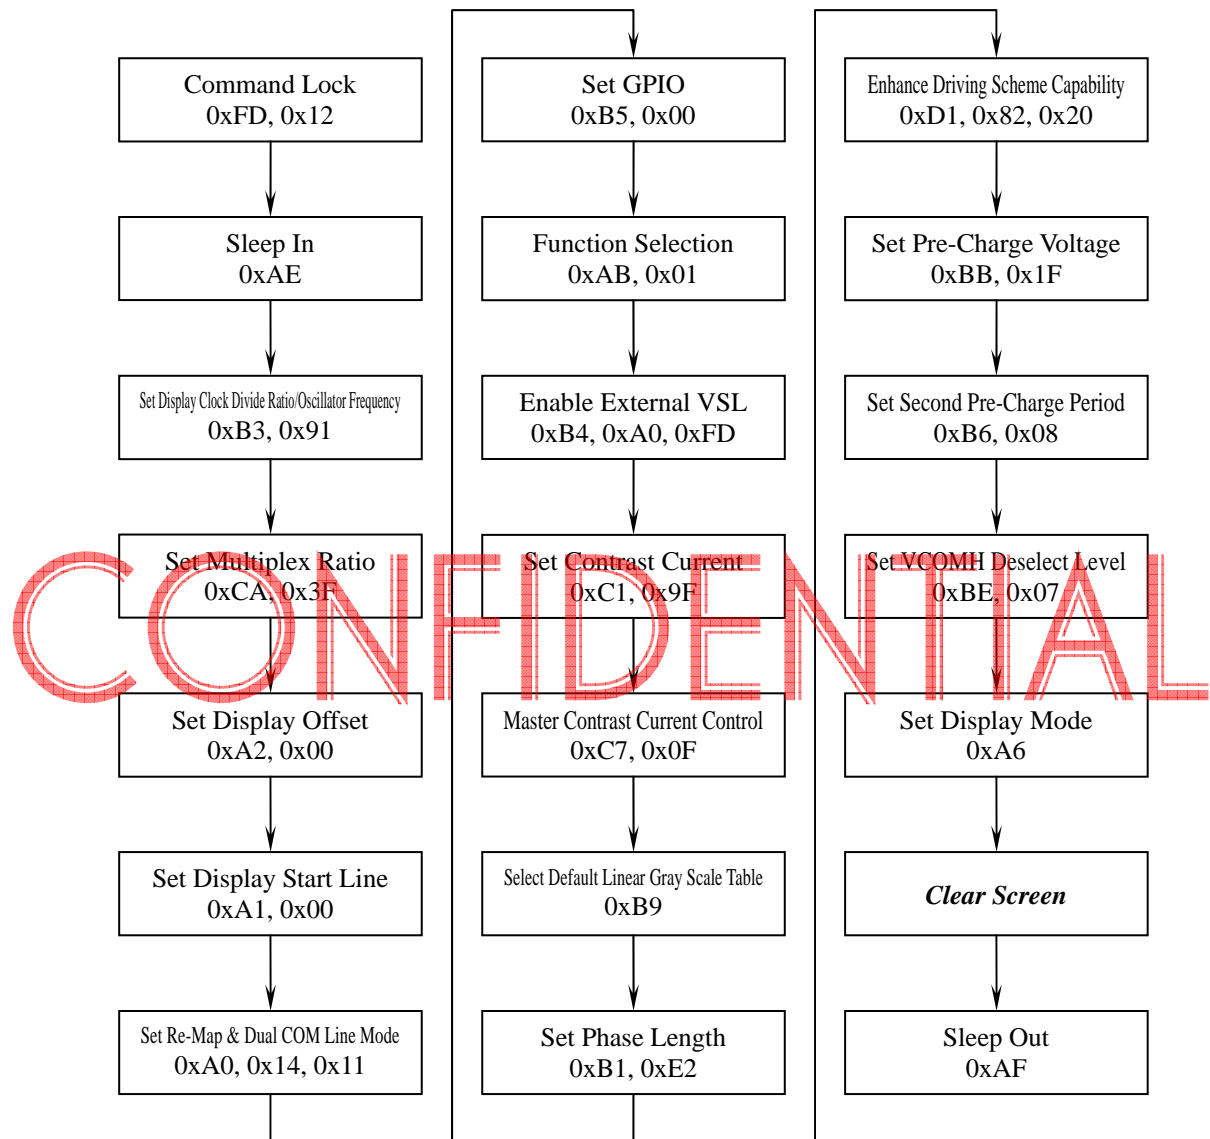 Command Lock
0xFD, 0x12
Sleep In
0xAE
Set Display Clock Divide Ratio/Oscillator Frequency
0xB3, 0x91
Set Multiplex Ratio
0xCA, 0x3F
Set Display Offset
0xA2, 0x00
Set Display Start Line
0xA1, 0x00
Set Re-Map & Dual COM Line Mode
0xA0, 0x14, 0x11
Set GPIO
0xB5, 0x00
Function Selection
0xAB, 0x01
Enable External VSL
0xB4, 0xA0, 0xFD
Set Contrast Current
0xC1, 0x9F
Master Contrast Current Control
0xC7, 0x0F
Select Default Linear Gray Scale Table
0xB9
Set Phase Length
0xB1, 0xE2
Enhance Driving Scheme Capability
0xD1, 0x82, 0x20
Set Pre-Charge Voltage
0xBB, 0x1F
Set Second Pre-Charge Period
0xB6, 0x08
Set VCOMH Deselect Level
0xBE, 0x07
Set Display Mode
0xA6
Clear Screen
Sleep Out
0xAF
CONFIDENTIAL